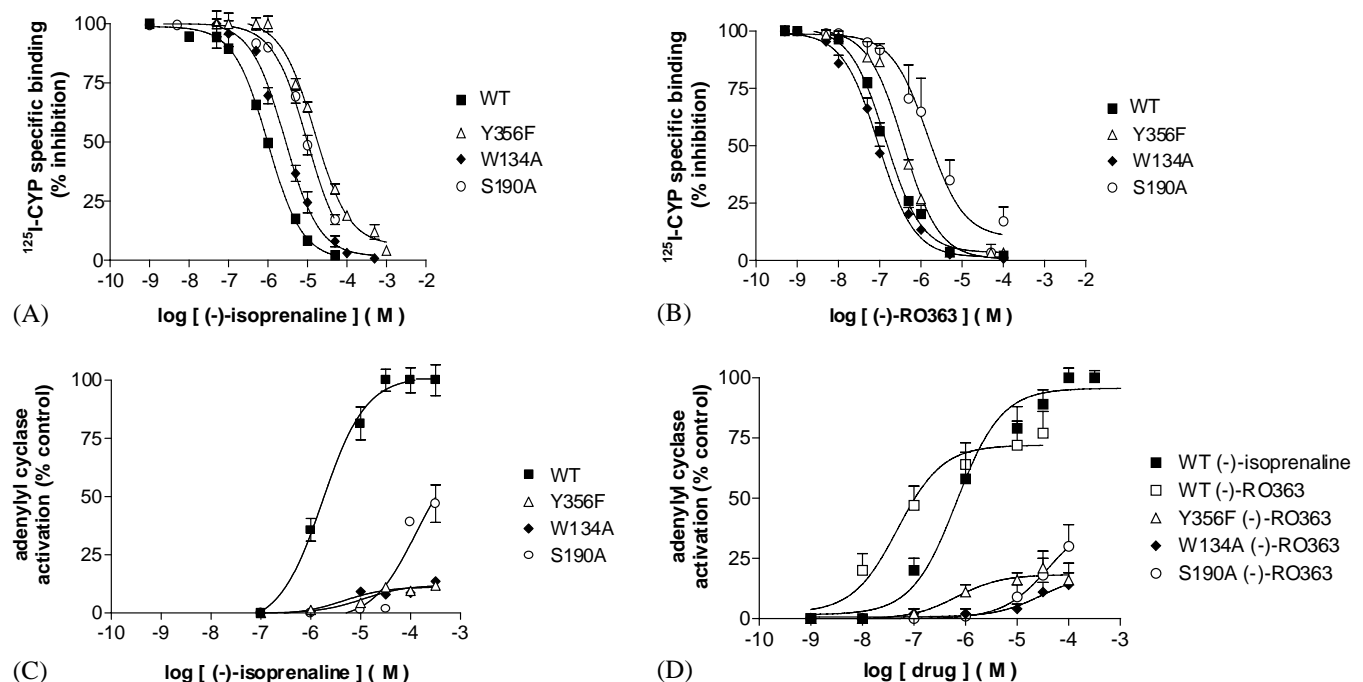 100
75
50
25
0
-10 -9 -8 -7 -6 -5 -4 -3 -2
¹²⁵I-CYP specific binding
(% inhibition)
log [ (-)-isoprenaline ] ( M )
WT
Y356F
W134A
S190A
(A)
100
75
50
25
0
-10 -9 -8 -7 -6 -5 -4 -3 -2
¹²⁵I-CYP specific binding
(% inhibition)
log [ (-)-RO363 ] ( M )
WT
Y356F
W134A
S190A
(B)
100
75
50
25
0
-8 -7 -6 -5 -4 -3
adenylyl cyclase
activation (% control)
log [ (-)-isoprenaline ] ( M )
WT
Y356F
W134A
S190A
(C)
100
75
50
25
0
-10 -9 -8 -7 -6 -5 -4 -3
adenylyl cyclase
activation (% control)
log [ drug ] ( M )
WT (-)-isoprenaline
WT (-)-RO363
Y356F (-)-RO363
W134A (-)-RO363
S190A (-)-RO363
(D)